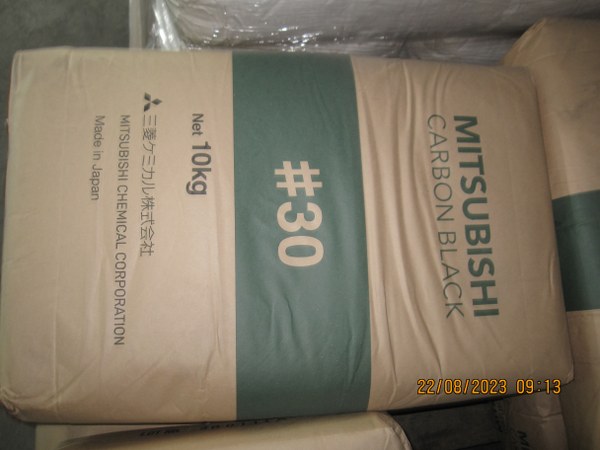 MITSUBISHI
CARBON BLACK
#30
Net 10kg
三菱ケミカル株式会社
MITSUBISHI CHEMICAL CORPORATION
Made in Japan
22/08/2023 09:13